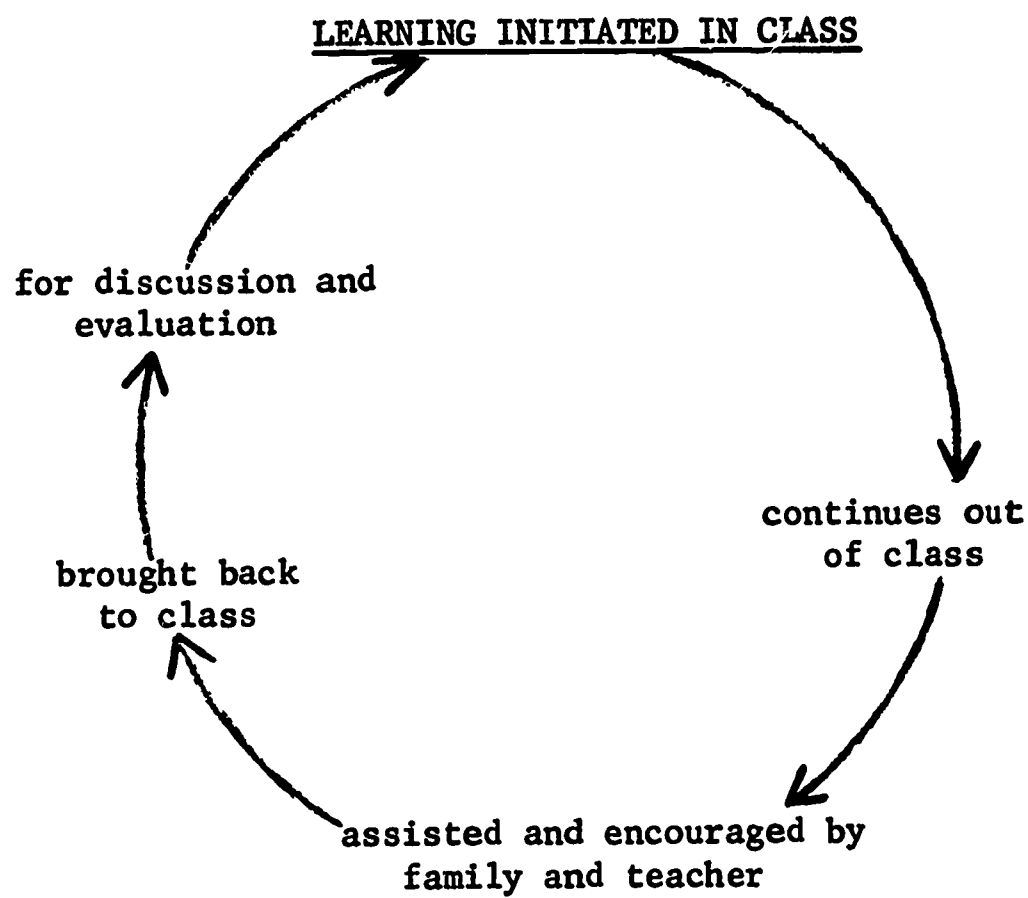 LEARNING INITIATED IN CLASS
continues out
of class
assisted and encouraged by
family and teacher
brought back
to class
for discussion and
evaluation